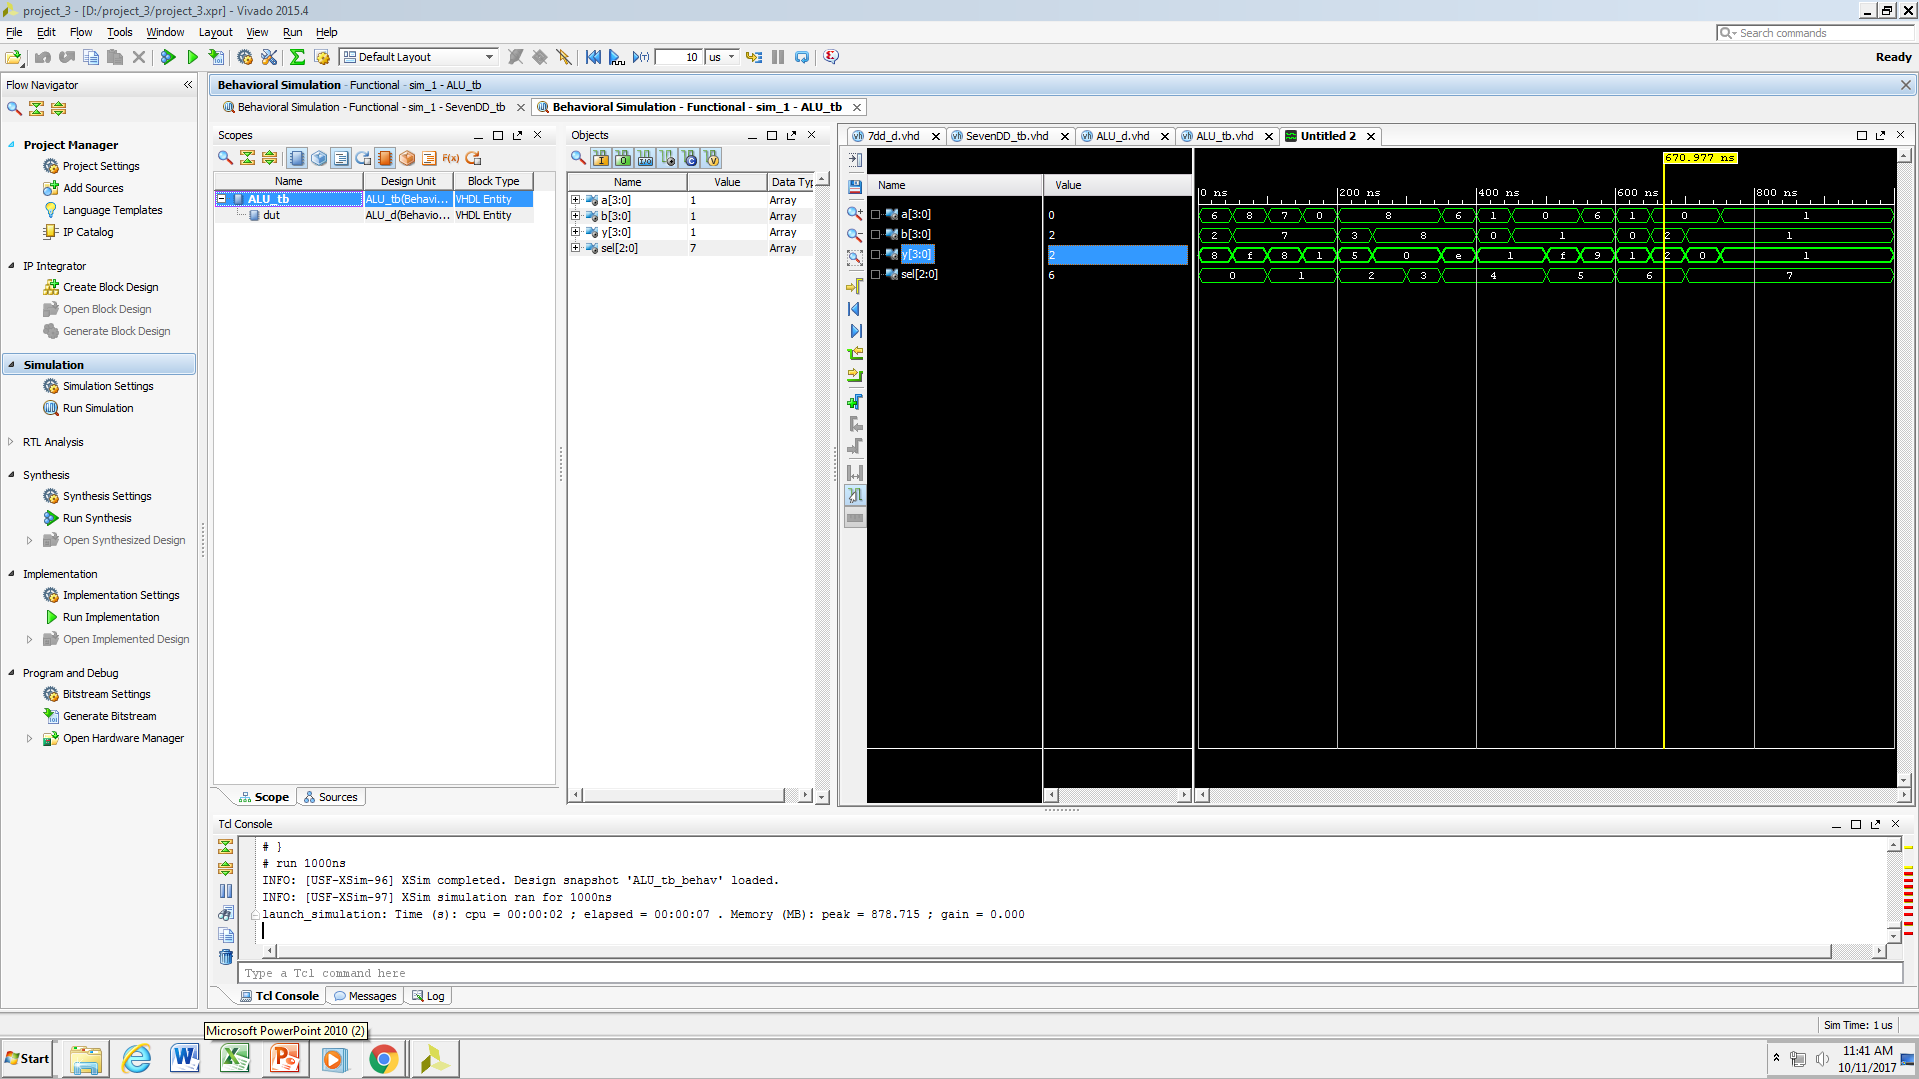 project_3 - [D:/project_3/project_3.xpr] - Vivado 2015.4
File Edit Flow Tools Window Layout View Run Help
Search commands
Default Layout
10 us
Ready
Flow Navigator
Project Manager
Project Settings
Add Sources
Language Templates
IP Catalog
IP Integrator
Create Block Design
Open Block Design
Generate Block Design
Simulation
Simulation Settings
Run Simulation
RTL Analysis
Synthesis
Synthesis Settings
Run Synthesis
Open Synthesized Design
Implementation
Implementation Settings
Run Implementation
Open Implemented Design
Program and Debug
Bitstream Settings
Generate Bitstream
Open Hardware Manager
Behavioral Simulation - Functional - sim_1 - ALU_tb
Behavioral Simulation - Functional - sim_1 - SevenDD_tb
Behavioral Simulation - Functional - sim_1 - ALU_tb
Scopes
F(x)
Name Design Unit Block Type
ALU_tb ALU_tb(Behavi... VHDL Entity
dut ALU_d(Behavio... VHDL Entity
Scope Sources
Objects
Name Value Data Typ
a[3:0] 1 Array
b[3:0] 1 Array
y[3:0] 1 Array
sel[2:0] 7 Array
7dd_d.vhd SevenDD_tb.vhd ALU_d.vhd ALU_tb.vhd Untitled 2
670.977 ns
Name Value
0 ns 200 ns 400 ns 600 ns 800 ns
a[3:0] 0 6 8 7 0 8 6 1 0 6 1 0 1
b[3:0] 2 2 7 3 8 0 1 0 2 1
y[3:0] 2 8 f 8 1 5 0 e 1 f 9 1 2 0 1
sel[2:0] 6 0 1 2 3 4 5 6 7
Tcl Console
# }
# run 1000ns
INFO: [USF-XSim-96] XSim completed. Design snapshot 'ALU_tb_behav' loaded.
INFO: [USF-XSim-97] XSim simulation ran for 1000ns
launch_simulation: Time (s): cpu = 00:00:02 ; elapsed = 00:00:07 . Memory (MB): peak = 878.715 ; gain = 0.000
Type a Tcl command here
Tcl Console Messages Log
Microsoft PowerPoint 2010 (2)
Sim Time: 1 us
Start
11:41 AM
10/11/2017